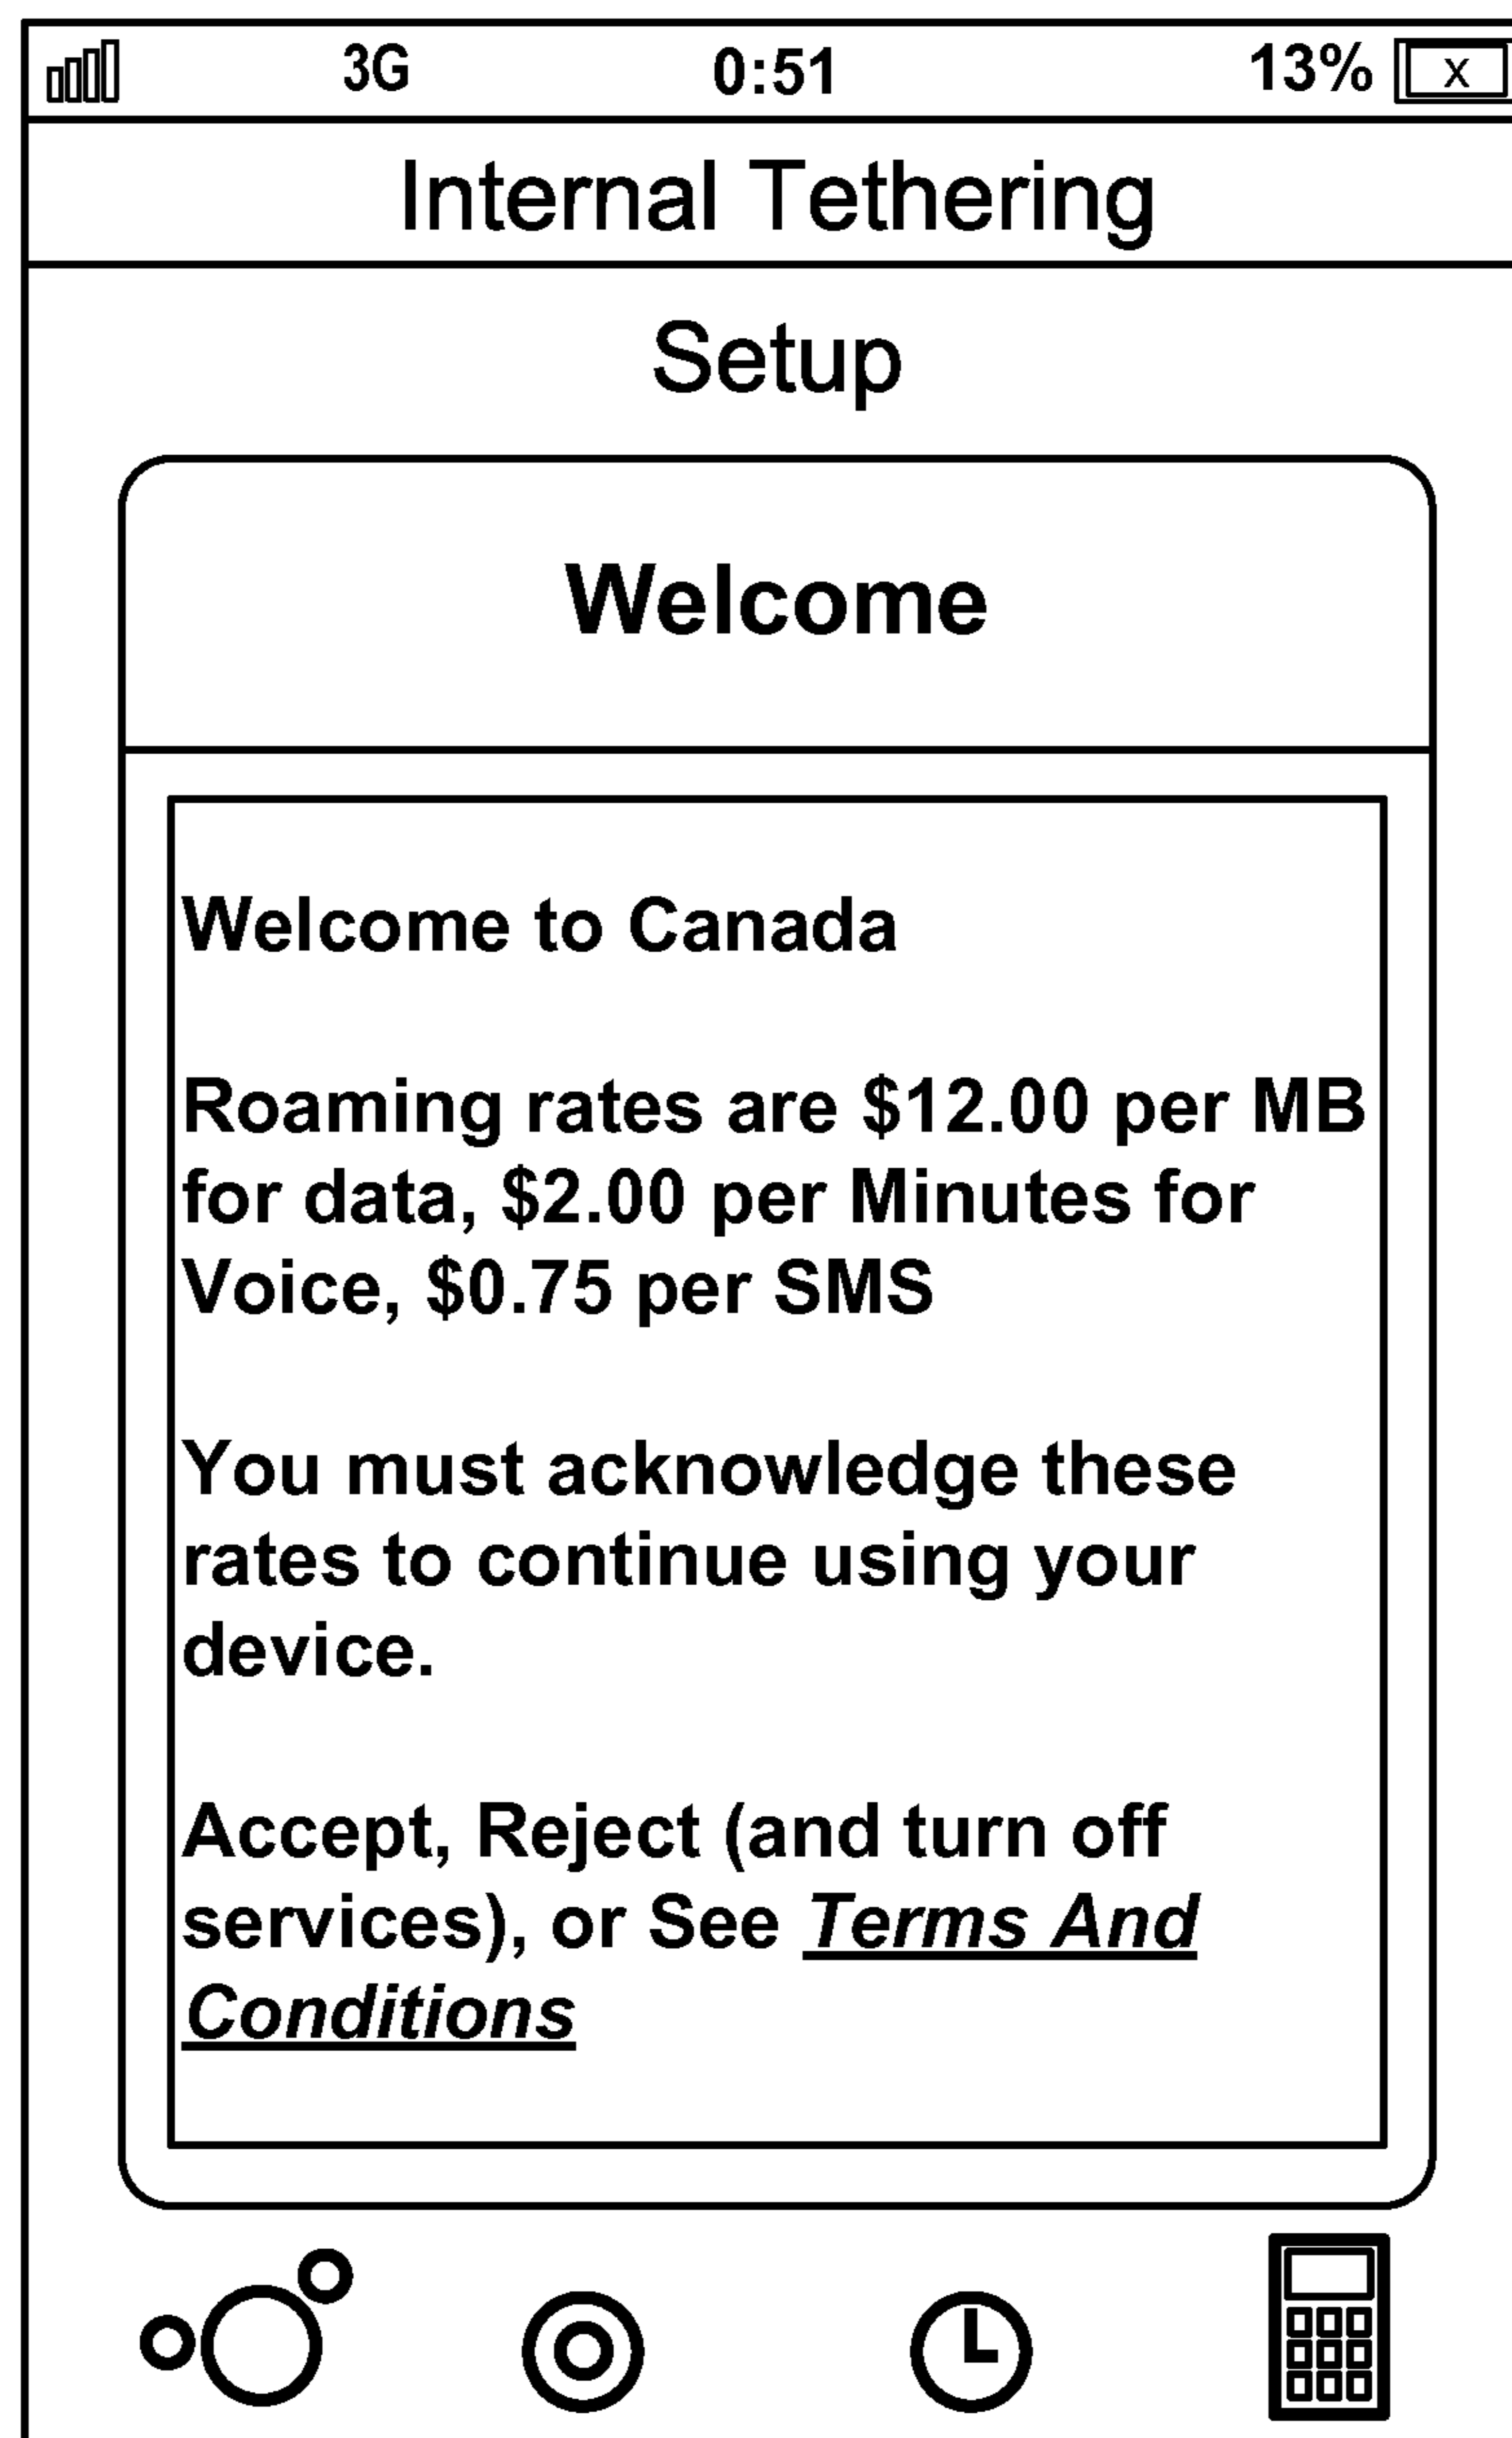 3G 0:51 13% X
Internal Tethering
Setup
Welcome
Welcome to Canada
Roaming rates are $12.00 per MB
for data, $2.00 per Minutes for
Voice, $0.75 per SMS
You must acknowledge these
rates to continue using your
device.
Accept, Reject (and turn off
services), or See Terms And
Conditions